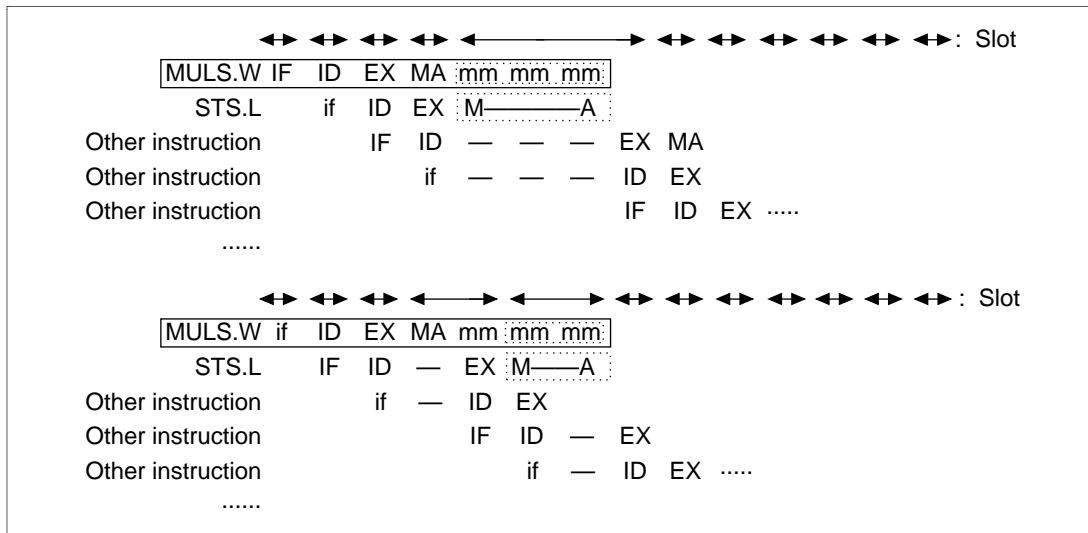 : Slot
MULS.W IF ID EX MA mm mm mm
STS.L if ID EX M————A
Other instruction IF ID — — — EX MA
Other instruction if — — — ID EX
Other instruction IF ID EX ·····
······
: Slot
MULS.W if ID EX MA mm mm mm
STS.L IF ID — EX M——A
Other instruction if — ID EX
Other instruction IF ID — EX
Other instruction if — ID EX ·····
······